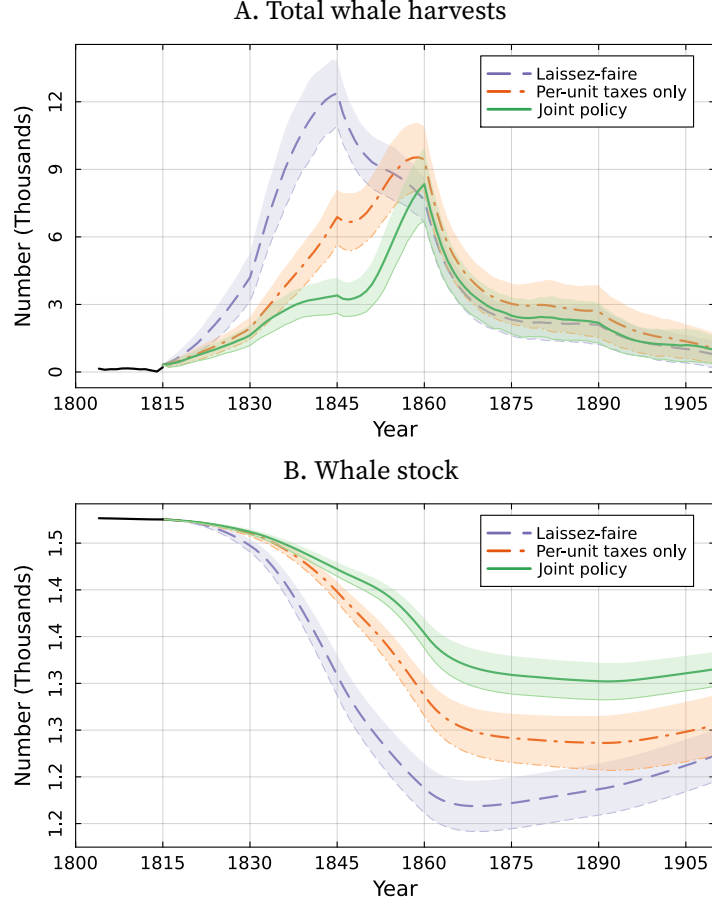 A. Total whale harvests
Number (Thousands)
12
9
6
3
0
Laissez-faire
Per-unit taxes only
Joint policy
1800 1815 1830 1845 1860 1875 1890 1905
Year
B. Whale stock
Number (Thousands)
1.5
1.4
1.4
1.3
1.3
1.2
1.2
Laissez-faire
Per-unit taxes only
Joint policy
1800 1815 1830 1845 1860 1875 1890 1905
Year